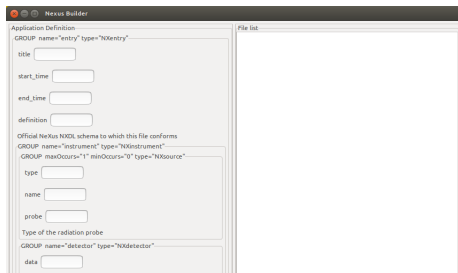 Nexus Builder
Application Definition
File list
GROUP name="entry" type="NXentry"
title
start_time
end_time
definition
Official NeXus NXDL schema to which this file conforms
GROUP name="instrument" type="NXinstrument"
GROUP maxOccurs="1" minOccurs="0" type="NXsource"
type
name
probe
Type of the radiation probe
GROUP name="detector" type="NXdetector"
data